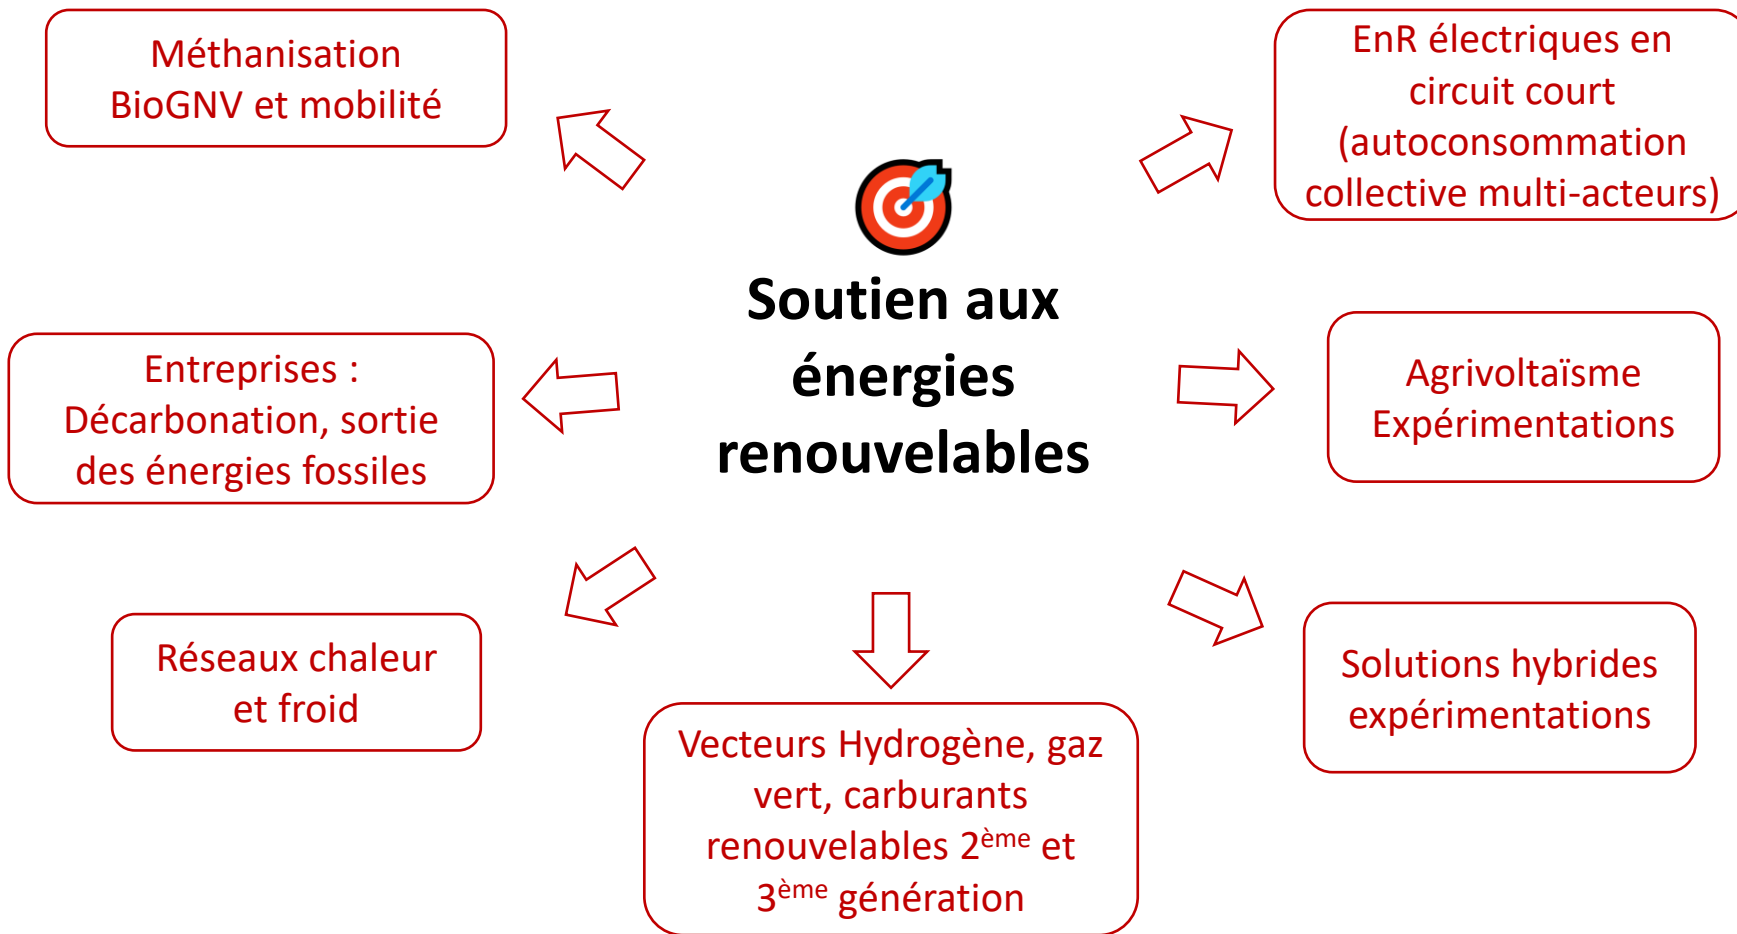 Méthanisation
BioGNV et mobilité
EnR électriques en
circuit court
(autoconsommation
collective multi-acteurs)
Soutien aux
énergies
renouvelables
Entreprises :
Décarbonation, sortie
des énergies fossiles
Agrivoltaïsme
Expérimentations
Réseaux chaleur
et froid
Vecteurs Hydrogène, gaz
vert, carburants
renouvelables 2ème et
3ème génération
Solutions hybrides
expérimentations